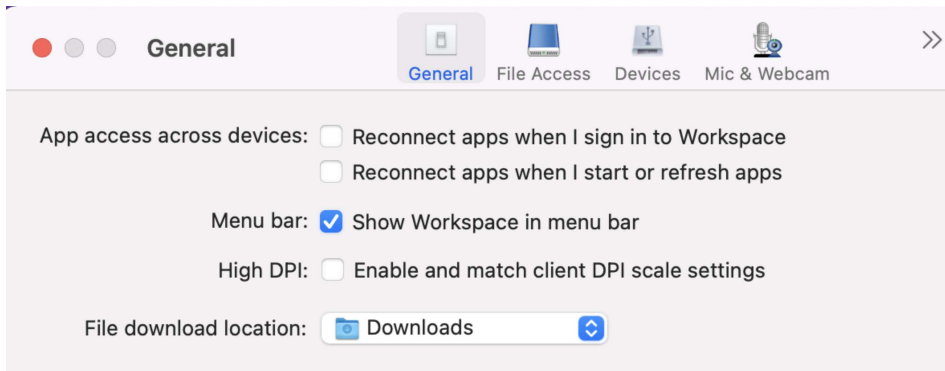 General
General
File Access
Devices
Mic & Webcam
App access across devices:
Reconnect apps when I sign in to Workspace
Reconnect apps when I start or refresh apps
Menu bar:
Show Workspace in menu bar
High DPI:
Enable and match client DPI scale settings
File download location:
Downloads